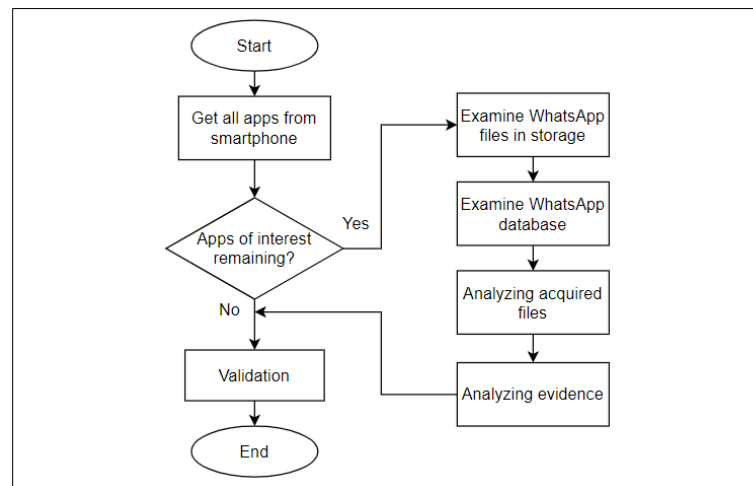 Start
Get all apps from
smartphone
Apps of interest
remaining?
Yes
No
Examine WhatsApp
files in storage
Examine WhatsApp
database
Analyzing acquired
files
Analyzing evidence
Validation
End